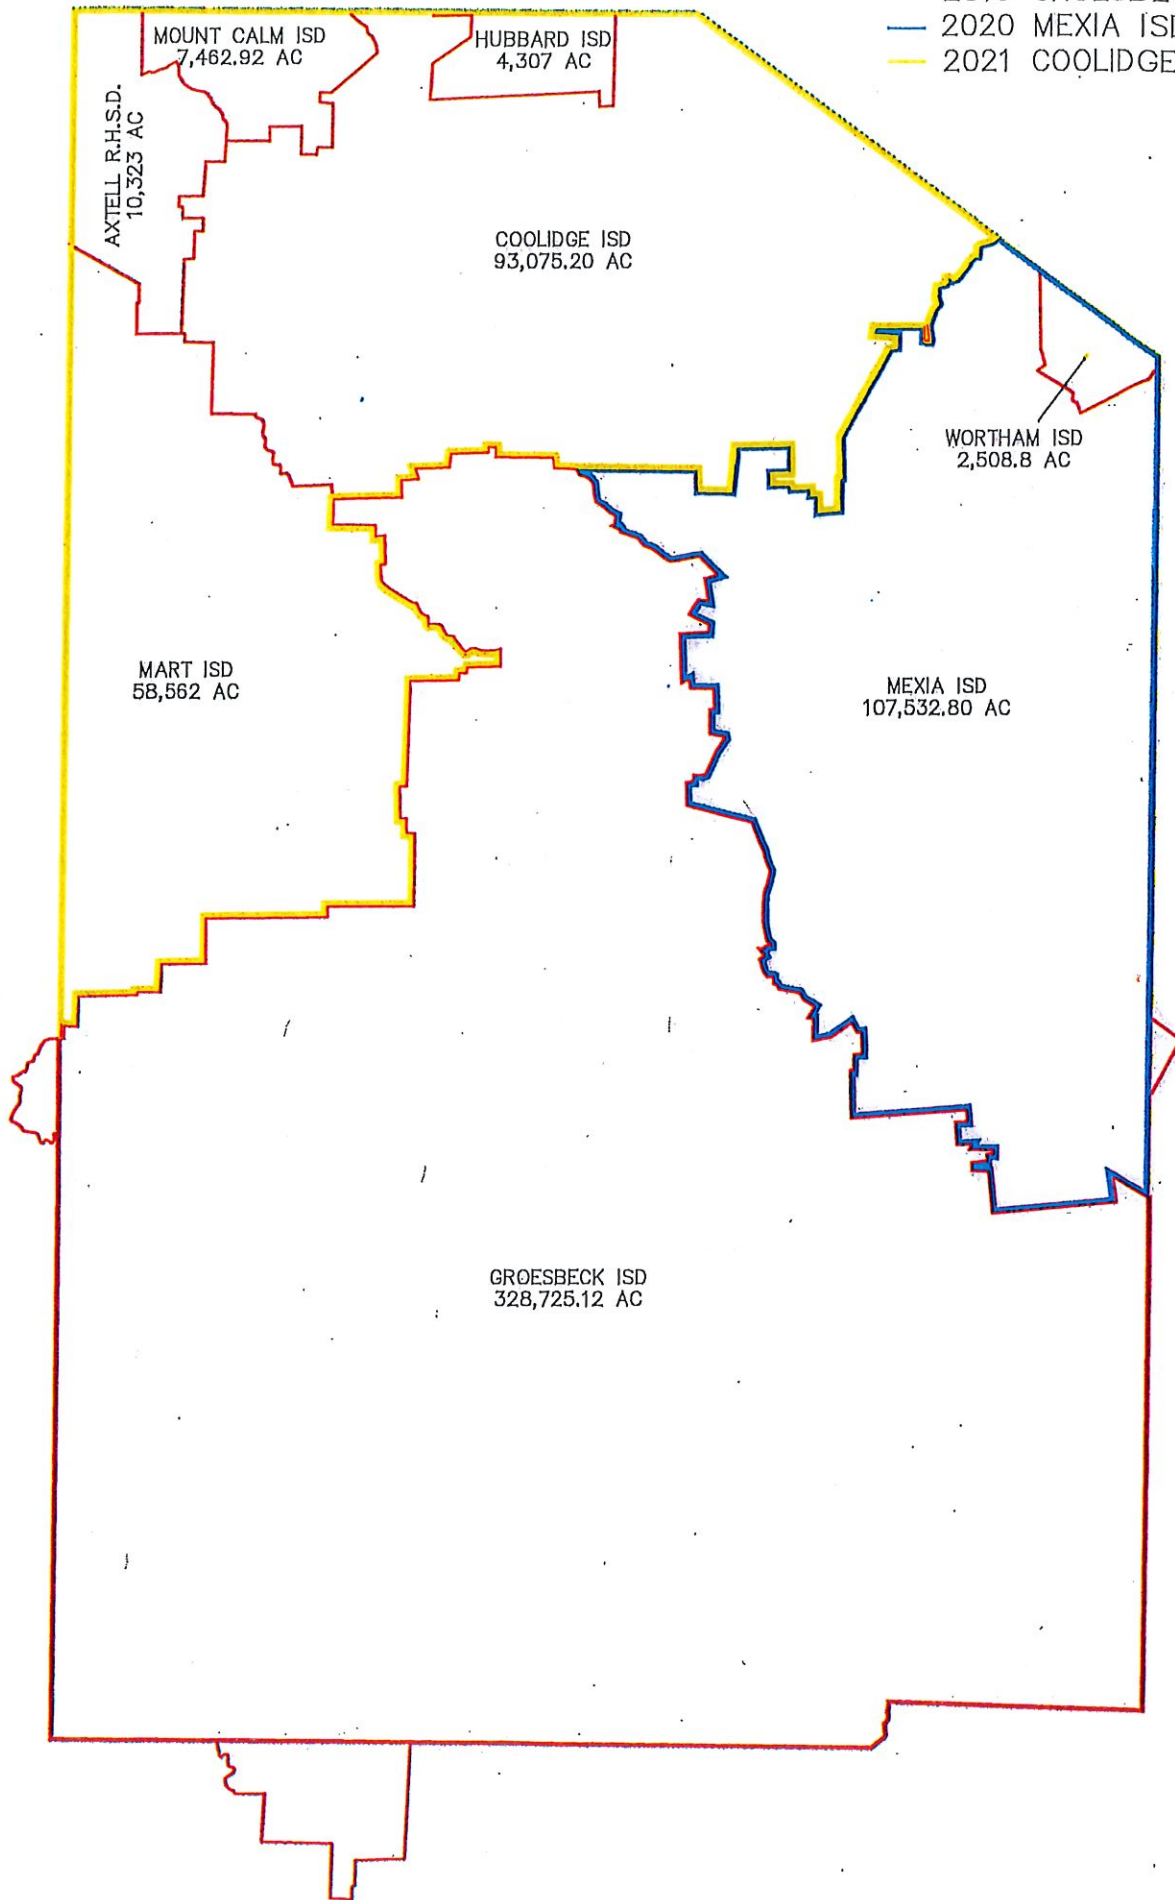 2020 MEXIA ISD
2021 COOLIDGE
MOUNT CALM ISD
7,462.92 AC
HUBBARD ISD
4,307 AC
AXTELL R.H.S.D.
10,323 AC
COOLIDGE ISD
93,075.20 AC
WORTHAM ISD
2,508.8 AC
MART ISD
58,562 AC
MEXIA ISD
107,532.80 AC
GROESBECK ISD
328,725.12 AC